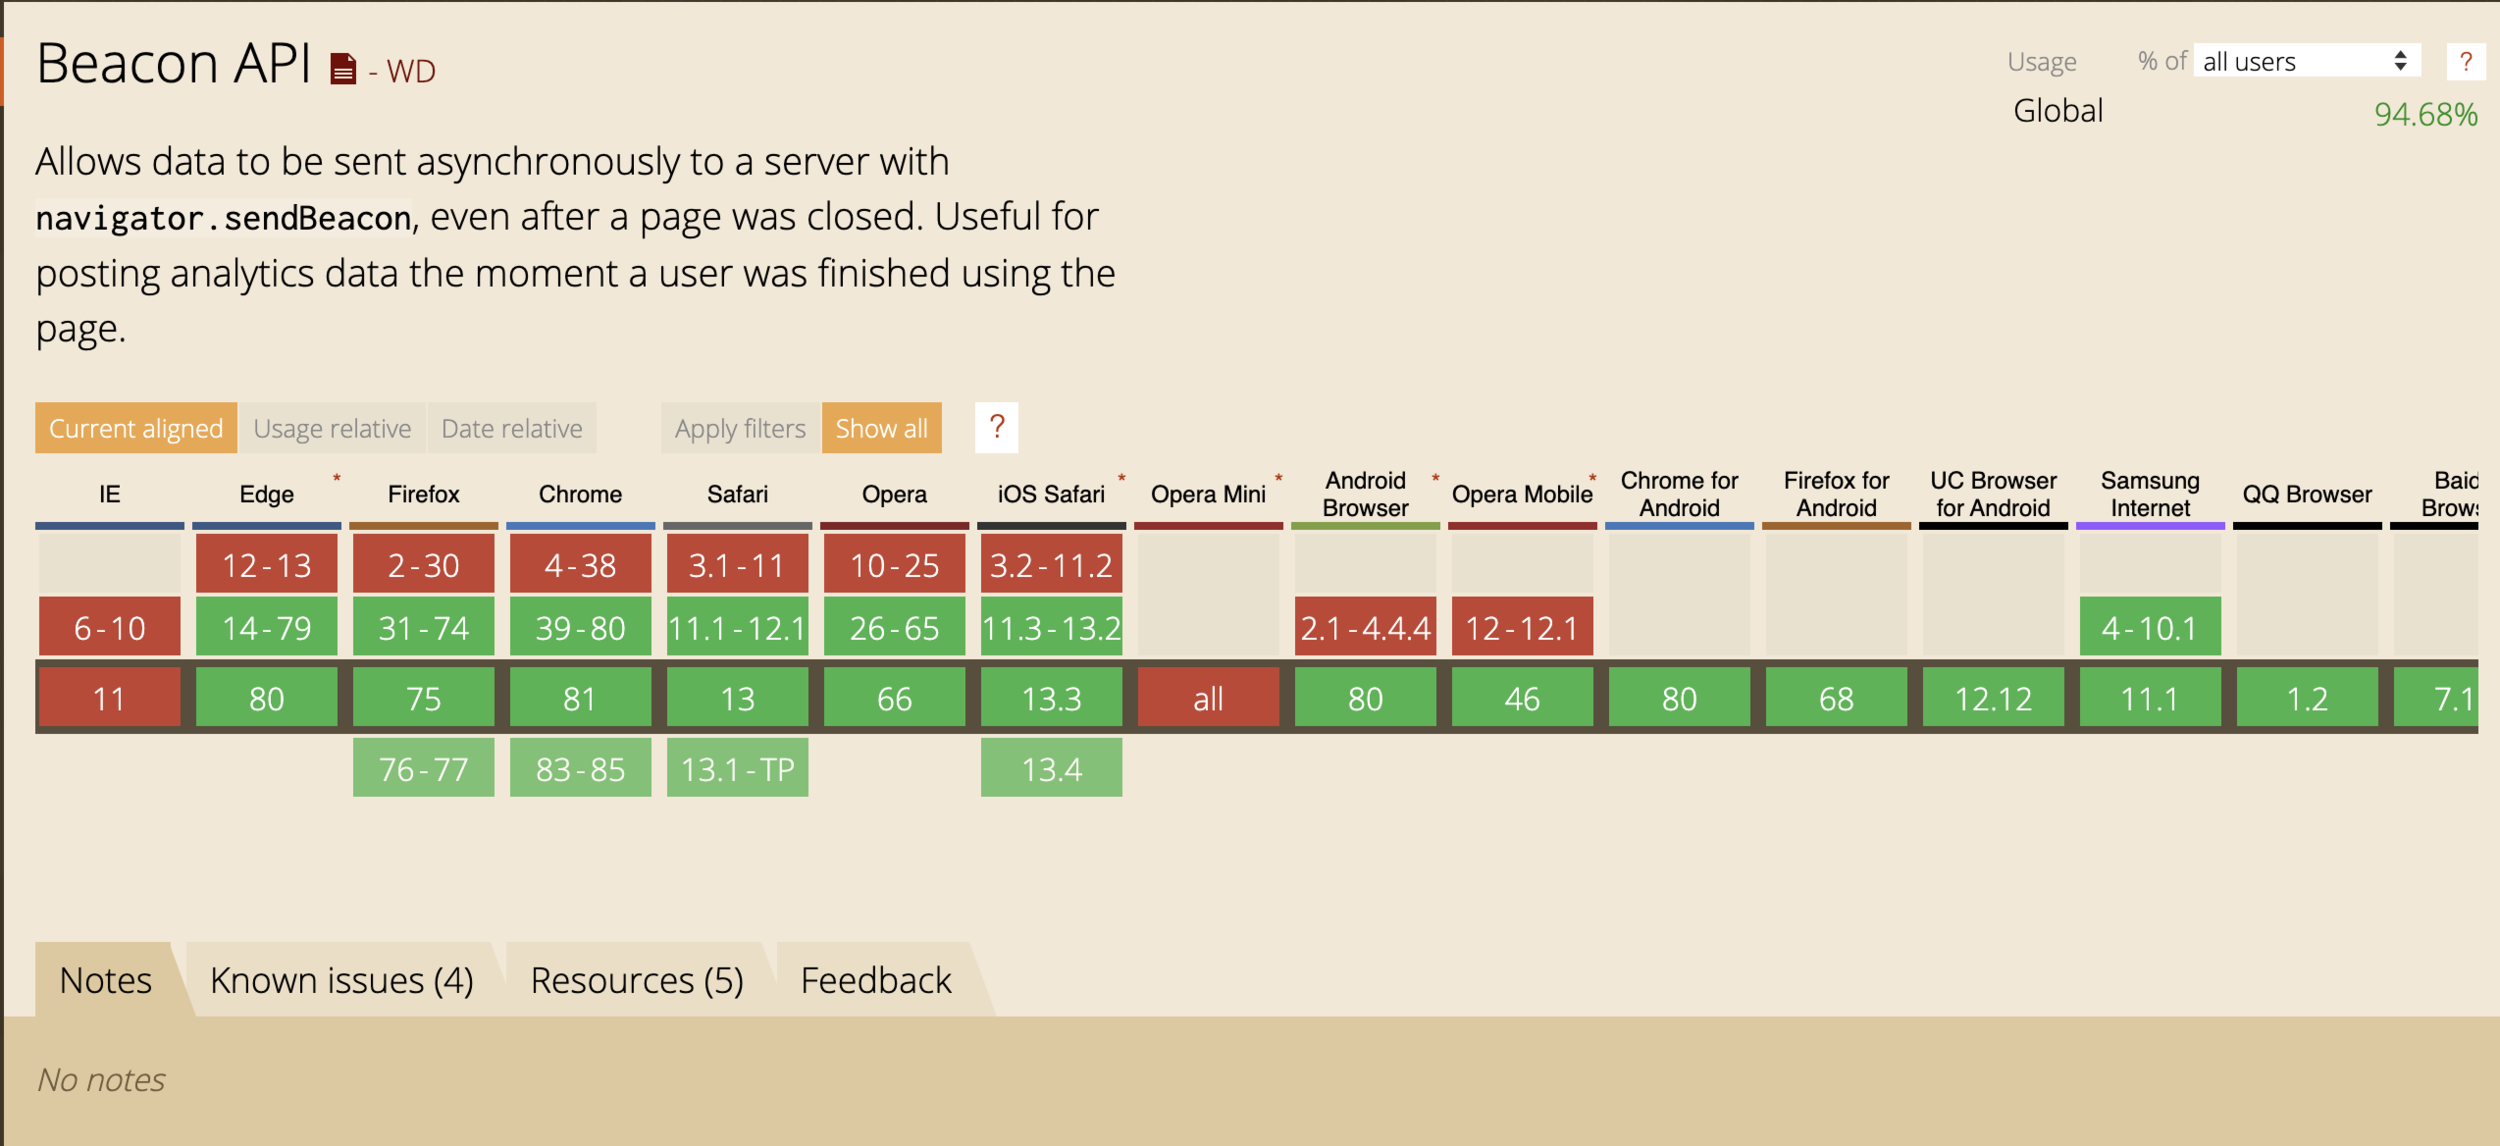 Beacon API - WD
Usage % of all users ?
Global 94.68%
Allows data to be sent asynchronously to a server with
navigator.sendBeacon, even after a page was closed. Useful for
posting analytics data the moment a user was finished using the
page.
Current aligned Usage relative Date relative Apply filters Show all ?
IE Edge * Firefox Chrome Safari Opera iOS Safari * Opera Mini * Android Browser * Opera Mobile * Chrome for Android Firefox for Android UC Browser for Android Samsung Internet QQ Browser Baid Brows
12-13 2-30 4-38 3.1-11 10-25 3.2-11.2
6-10 14-79 31-74 39-80 11.1-12.1 26-65 11.3-13.2 2.1-4.4.4 12-12.1 4-10.1
11 80 75 81 13 66 13.3 all 80 46 80 68 12.12 11.1 1.2 7.1
76-77 83-85 13.1-TP 13.4
Notes Known issues (4) Resources (5) Feedback
No notes